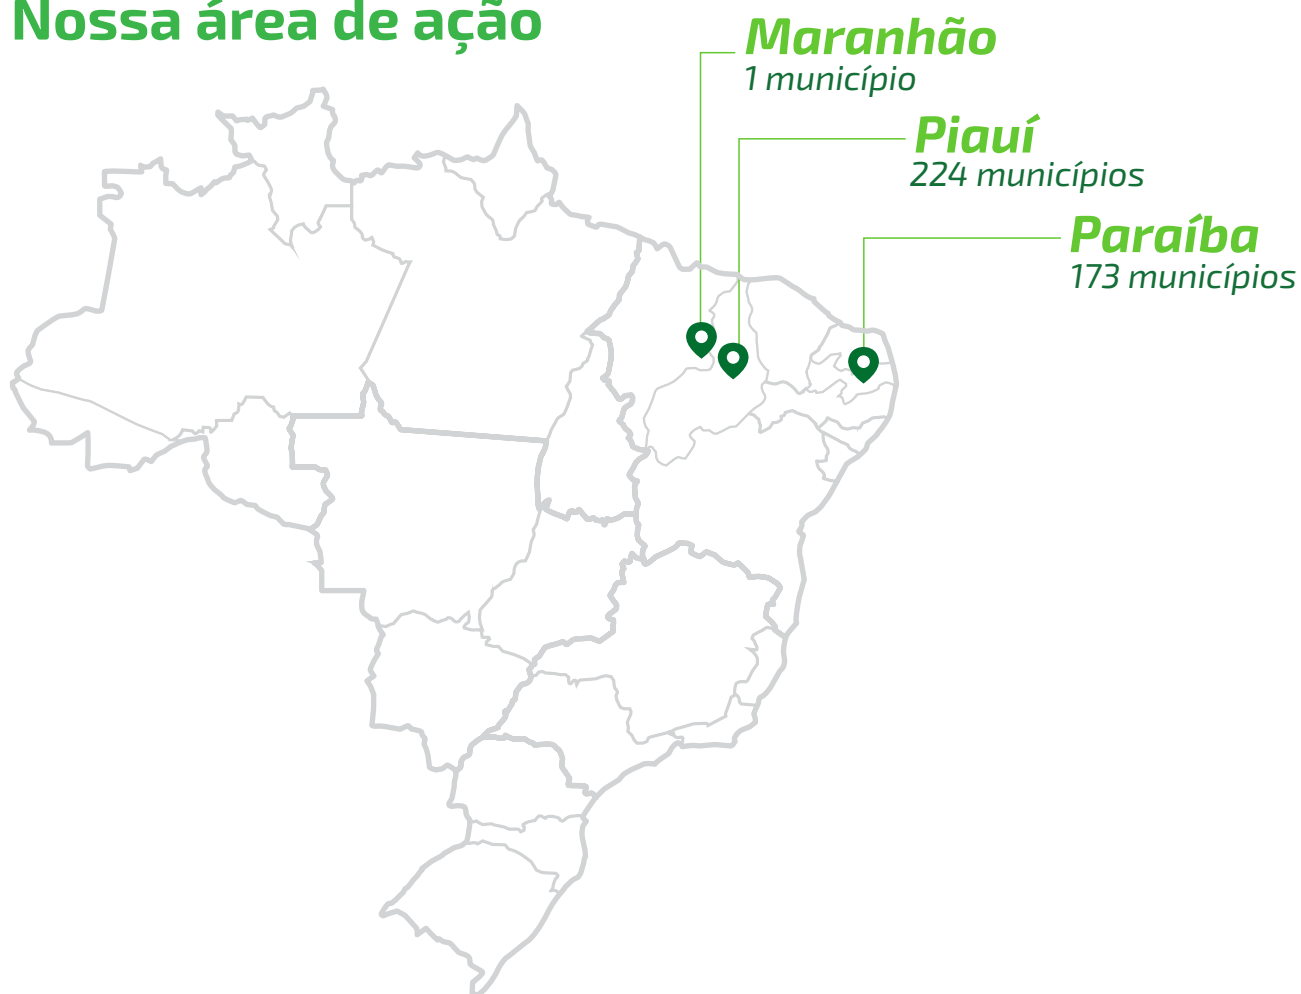 Nossa área de ação
Maranhão
1 município
Piauí
224 municípios
Paraíba
173 municípios